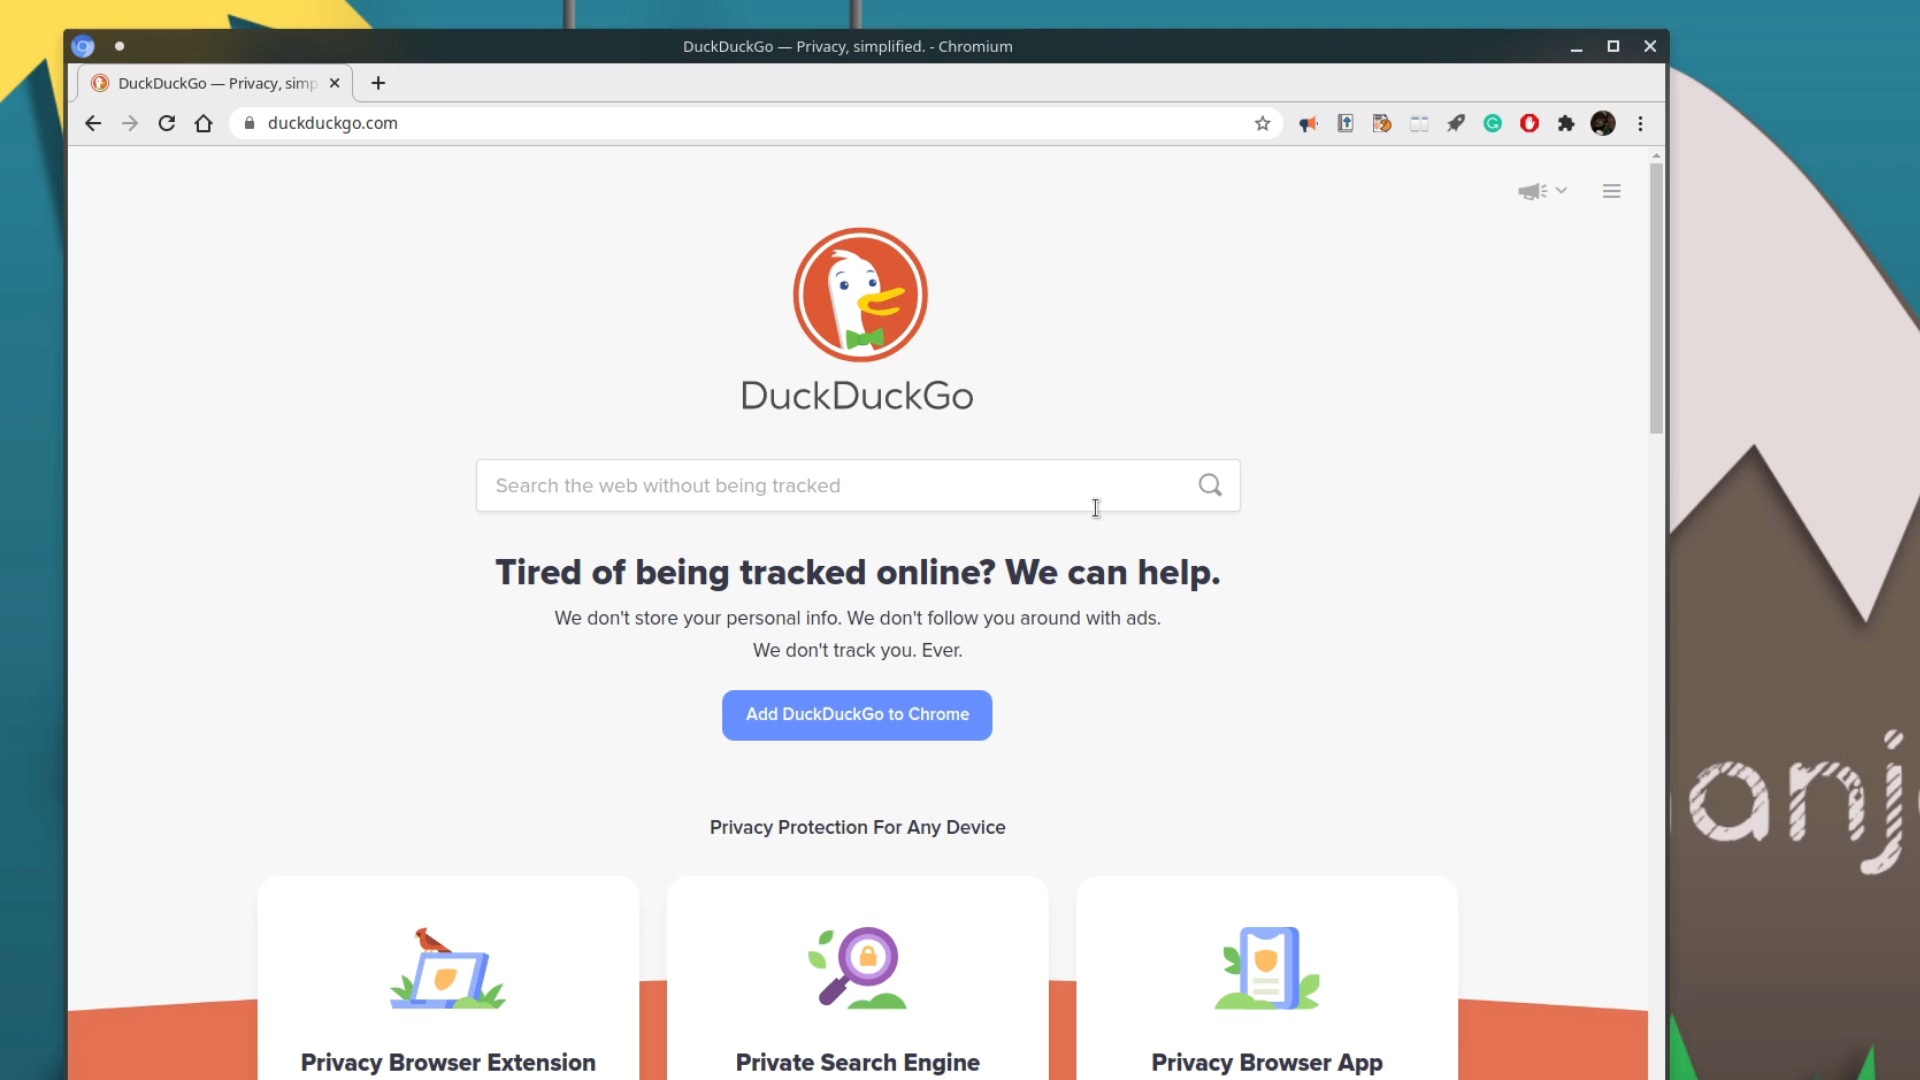 DuckDuckGo — Privacy, simplified. - Chromium
DuckDuckGo — Privacy, simp
duckduckgo.com
DuckDuckGo
Search the web without being tracked
Tired of being tracked online? We can help.
We don't store your personal info. We don't follow you around with ads.
We don't track you. Ever.
Add DuckDuckGo to Chrome
Privacy Protection For Any Device
anj
Privacy Browser Extension
Private Search Engine
Privacy Browser App